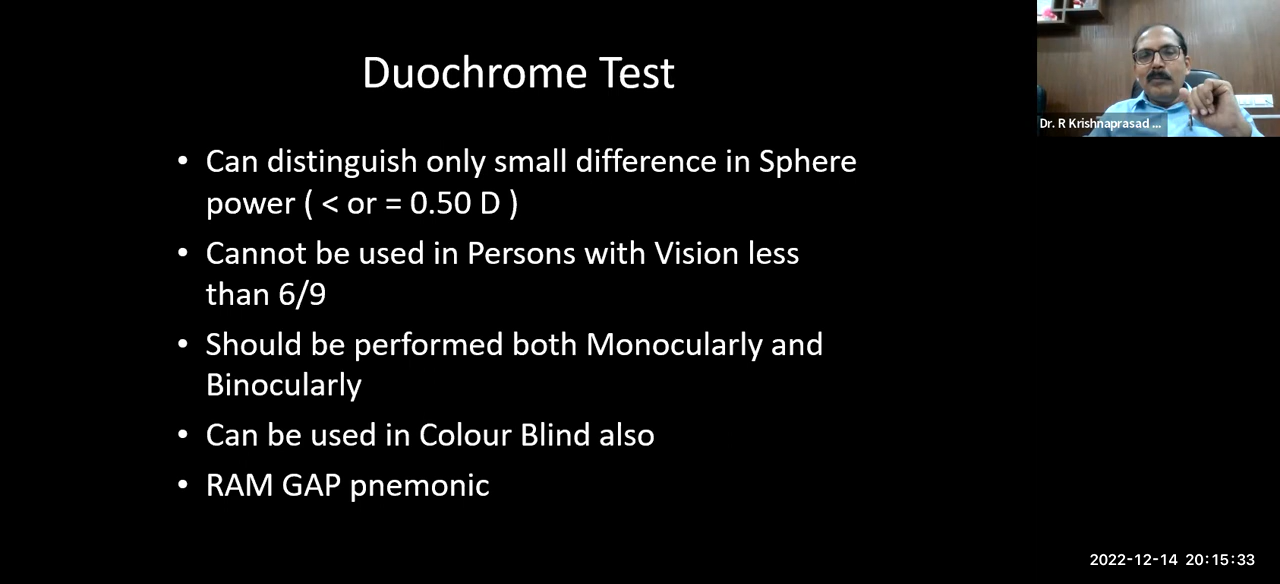 Duochrome Test
• Can distinguish only small difference in Sphere
power ( < or = 0.50 D )
• Cannot be used in Persons with Vision less
than 6/9
• Should be performed both Monocularly and
Binocularly
• Can be used in Colour Blind also
• RAM GAP pnemonic
Dr. R Krishnaprasad ...
2022-12-14 20:15:33